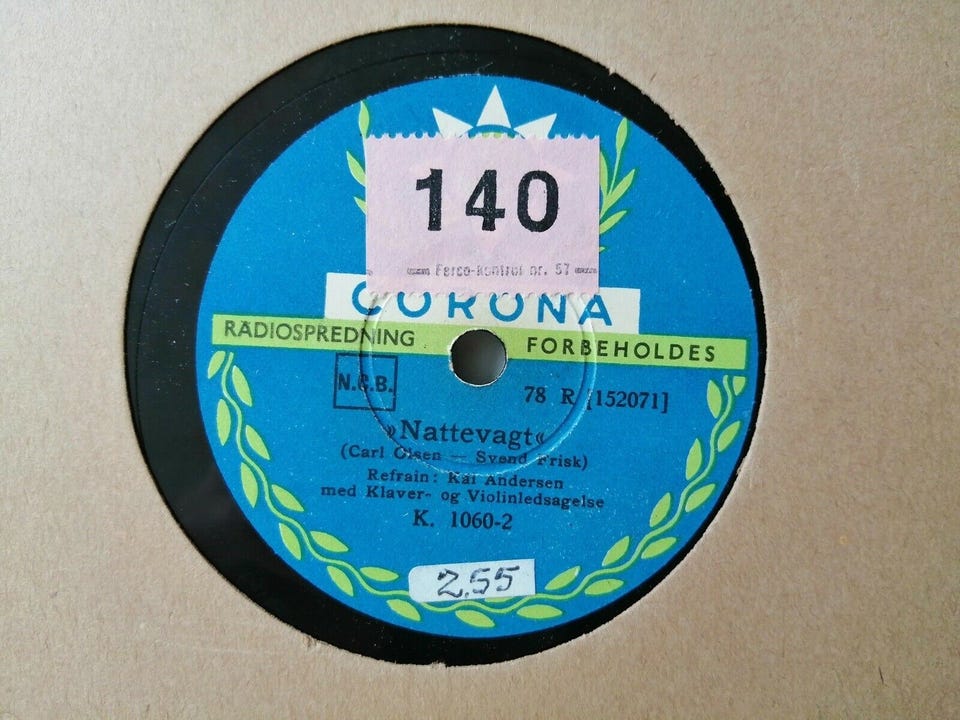 140
Farco-kontrol nr. 57
CORONA
RADIOSPREDNING FORBEHOLDES
N.C.B.
78 R [152071]
»Nattevagt«
(Carl Olsen — Svend Frisk)
Refrain: Kai Andersen
med Klaver- og Violinledsagelse
K. 1060-2
2.55